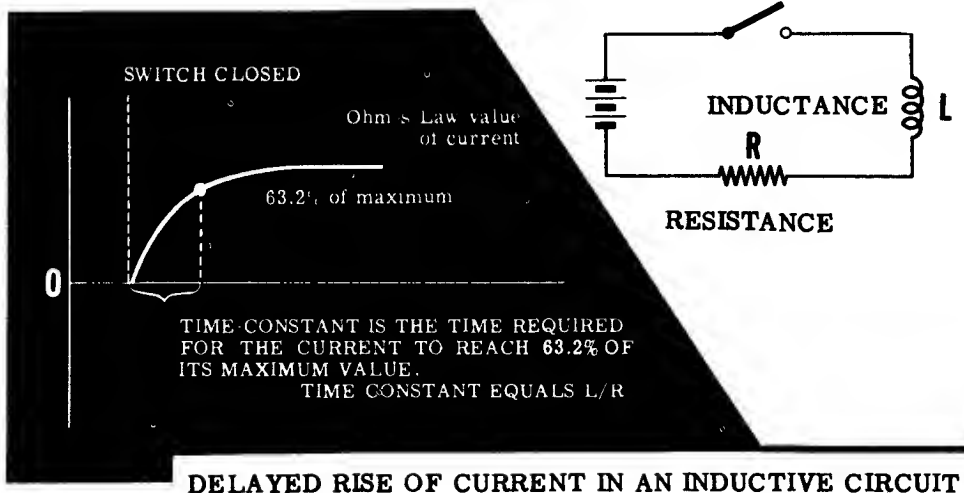 SWITCH CLOSED
Ohm s Law value
of current
63.2% of maximum
0
TIME-CONSTANT IS THE TIME REQUIRED
FOR THE CURRENT TO REACH 63.2% OF
ITS MAXIMUM VALUE.
TIME CONSTANT EQUALS L/R
INDUCTANCE
L
R
RESISTANCE
DELAYED RISE OF CURRENT IN AN INDUCTIVE CIRCUIT